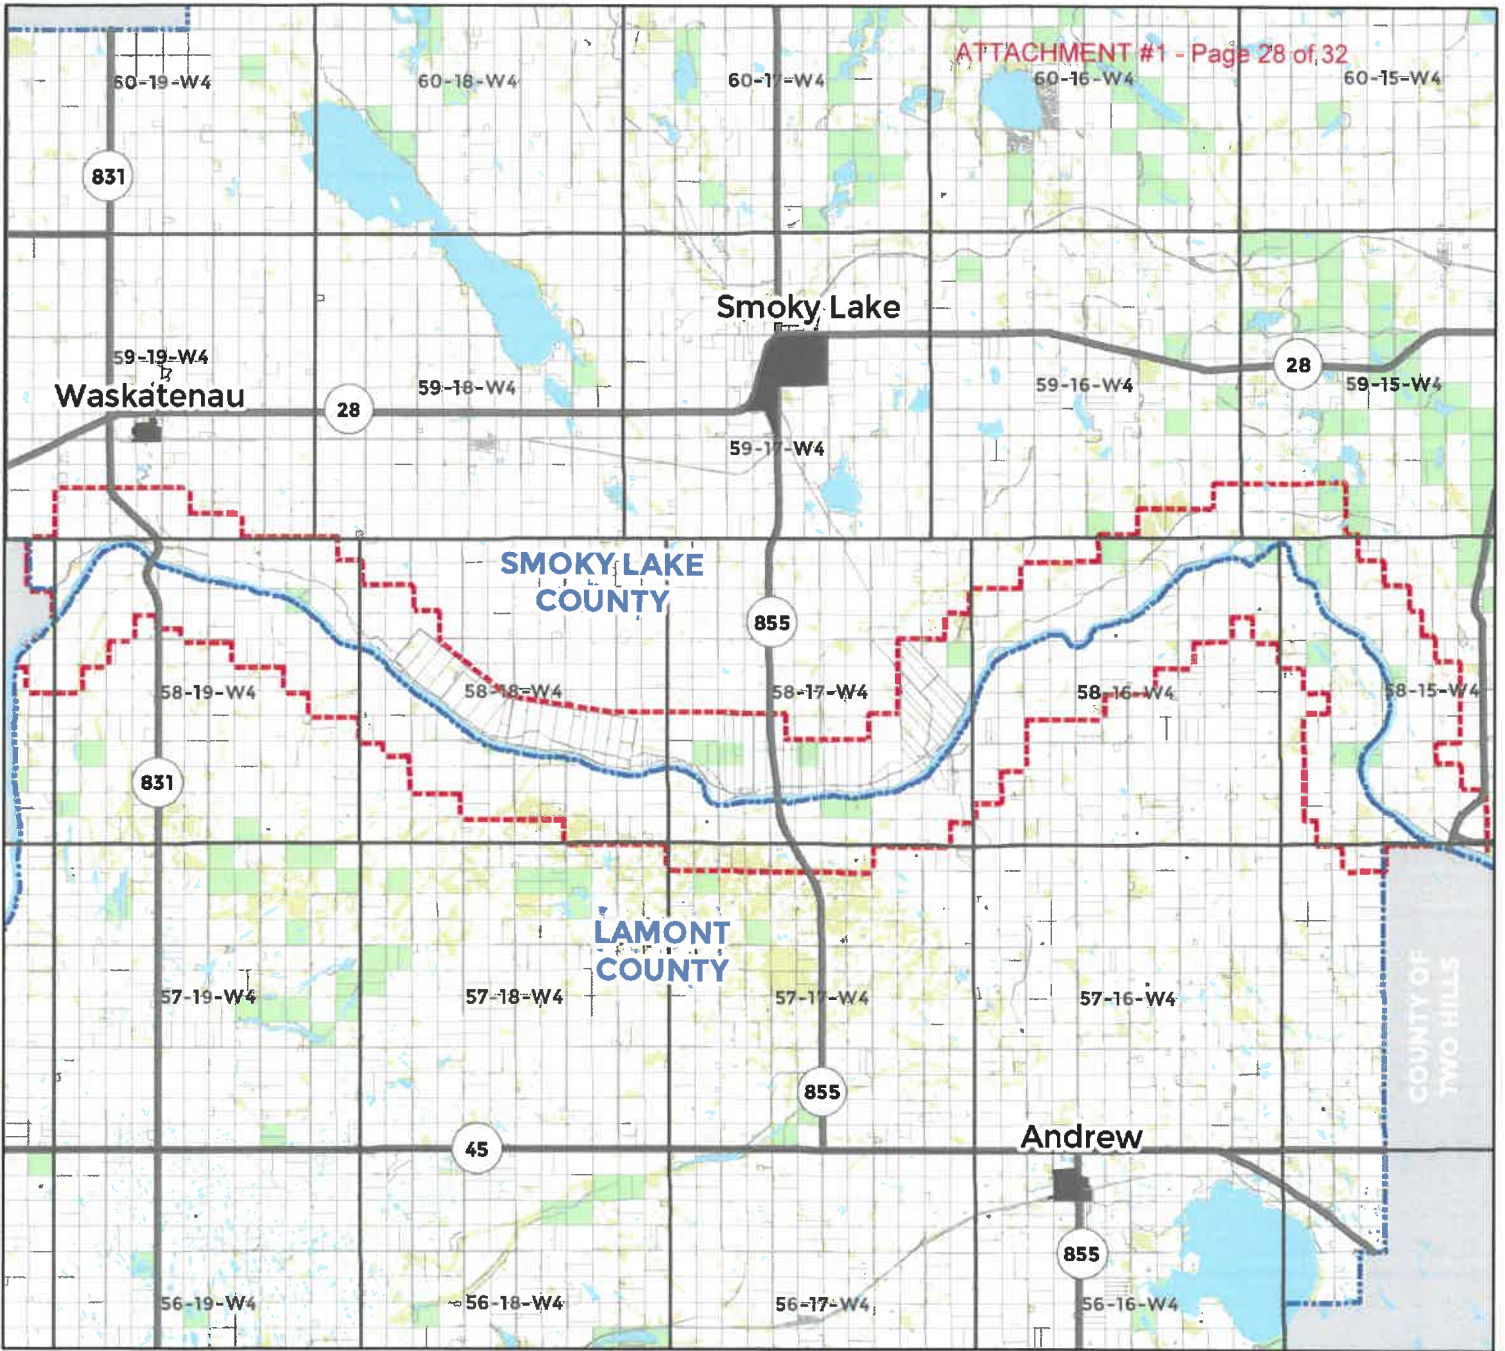 ATTACHMENT #1 - Page 28 of 32
60-19-W4
60-18-W4
60-17-W4
60-16-W4
60-15-W4
831
Smoky Lake
59-19-W4
Waskatenau
28
59-18-W4
59-16-W4
28
59-15-W4
59-17-W4
SMOKY LAKE
COUNTY
855
58-19-W4
58-18-W4
58-17-W4
58-16-W4
58-15-W4
831
LAMONT
COUNTY
57-19-W4
57-18-W4
57-17-W4
57-16-W4
COUNTY OF
TWO HILLS
855
45
Andrew
855
56-19-W4
56-18-W4
56-17-W4
56-16-W4